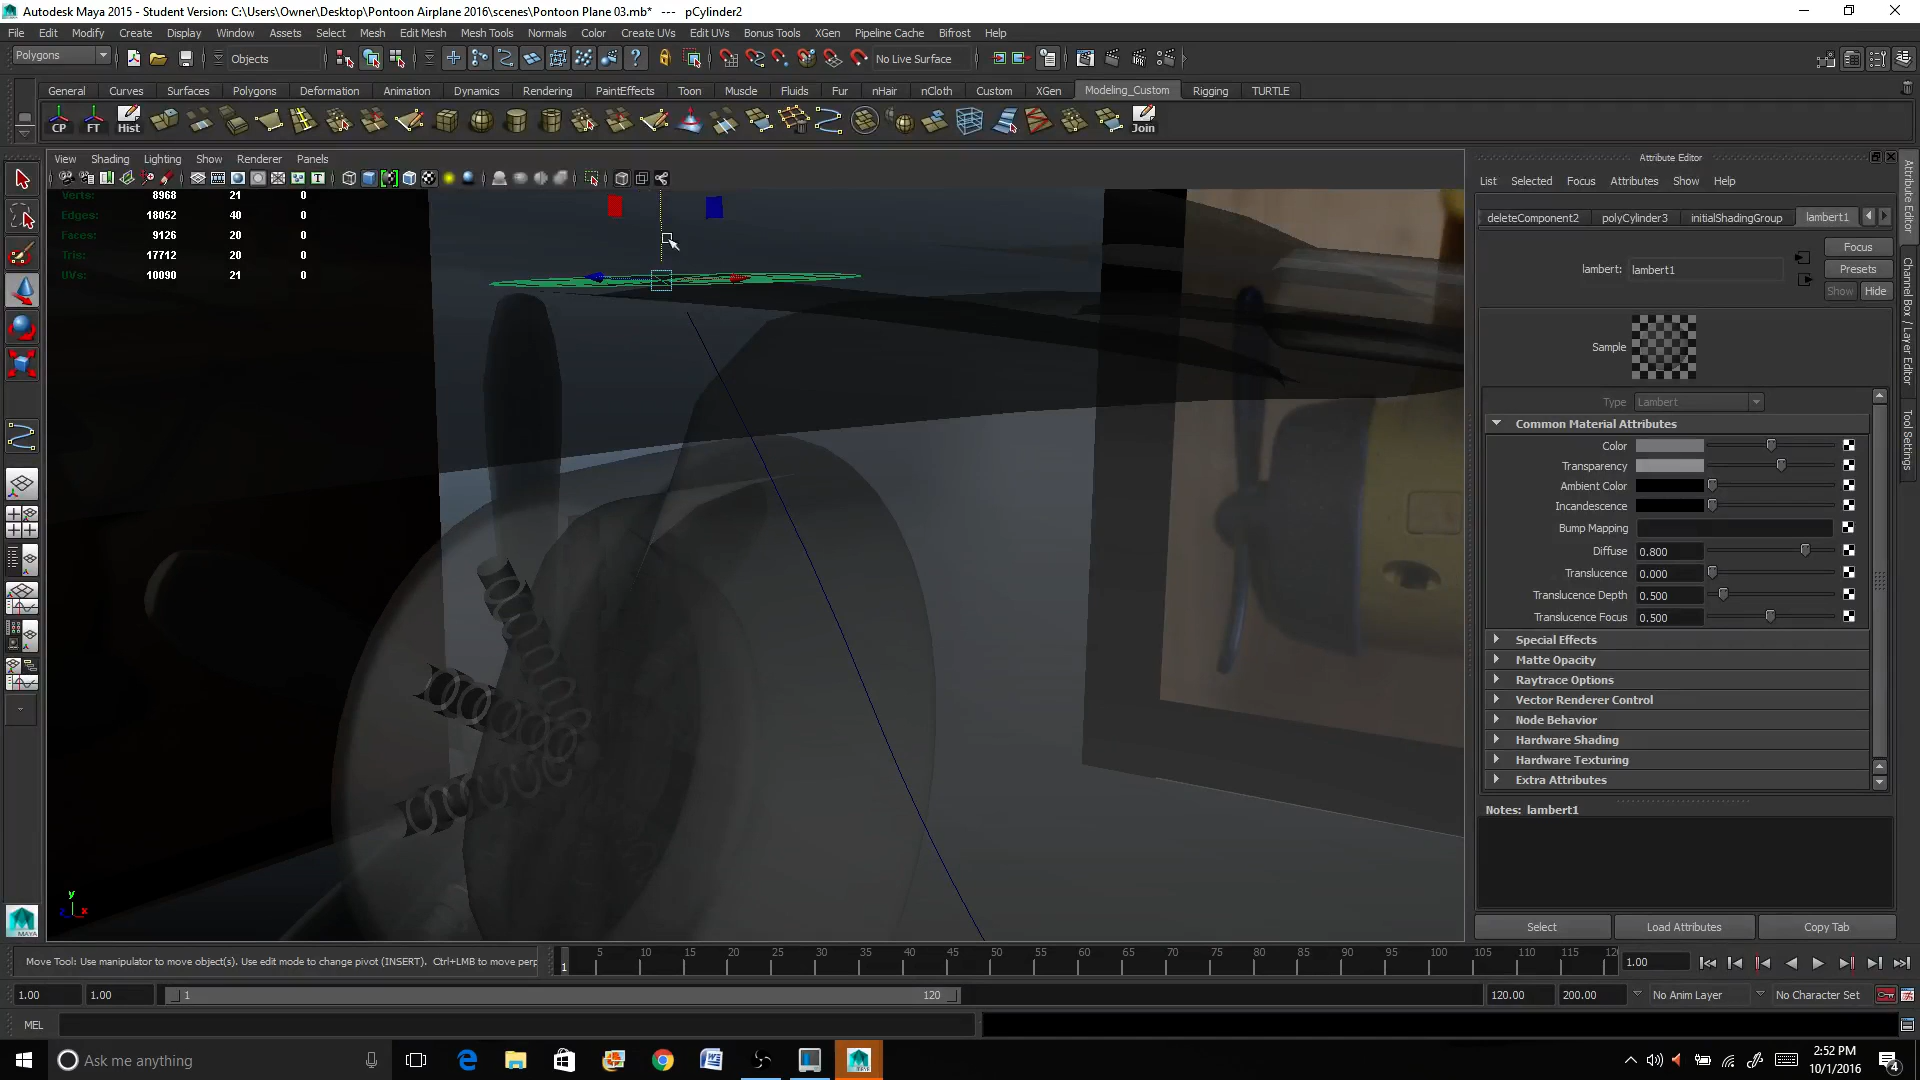 Autodesk Maya 2015 - Student Version: C:\Users\Owner\Desktop\Pontoon Airplane 2016\scenes\Pontoon Plane 03.mb* --- pCylinder2
File Edit Modify Create Display Window Assets Select Mesh Edit Mesh Mesh Tools Normals Color Create UVs Edit UVs Bonus Tools XGen Pipeline Cache Bifrost Help
Polygons Objects No Live Surface
General Curves Surfaces Polygons Deformation Animation Dynamics Rendering PaintEffects Toon Muscle Fluids Fur nHair nCloth Custom XGen Modeling_Custom Rigging TURTLE
CP FT Hist Join
View Shading Lighting Show Renderer Panels
Verts: 8968 21 0
Edges: 18052 40 0
Faces: 9126 20 0
Tris: 17712 20 0
UVs: 10090 21 0
y
z x
MAYA
Attribute Editor
List Selected Focus Attributes Show Help
deleteComponent2 polyCylinder3 initialShadingGroup lambert1
Focus
lambert: lambert1 Presets
Show Hide
Sample
Type Lambert
Common Material Attributes
Color
Transparency
Ambient Color
Incandescence
Bump Mapping
Diffuse 0.800
Translucence 0.000
Translucence Depth 0.500
Translucence Focus 0.500
Special Effects
Matte Opacity
Raytrace Options
Vector Renderer Control
Node Behavior
Hardware Shading
Hardware Texturing
Extra Attributes
Notes: lambert1
Select Load Attributes Copy Tab
Attribute Editor
Channel Box / Layer Editor
Tool Settings
Move Tool: Use manipulator to move object(s). Use edit mode to change pivot (INSERT). Ctrl+LMB to move perp
1 5 10 15 20 25 30 35 40 45 50 55 60 65 70 75 80 85 90 95 100 105 110 115 12 1.00
1.00 1.00 1 120 120.00 200.00 No Anim Layer No Character Set
MEL
Ask me anything
2:52 PM
10/1/2016
4